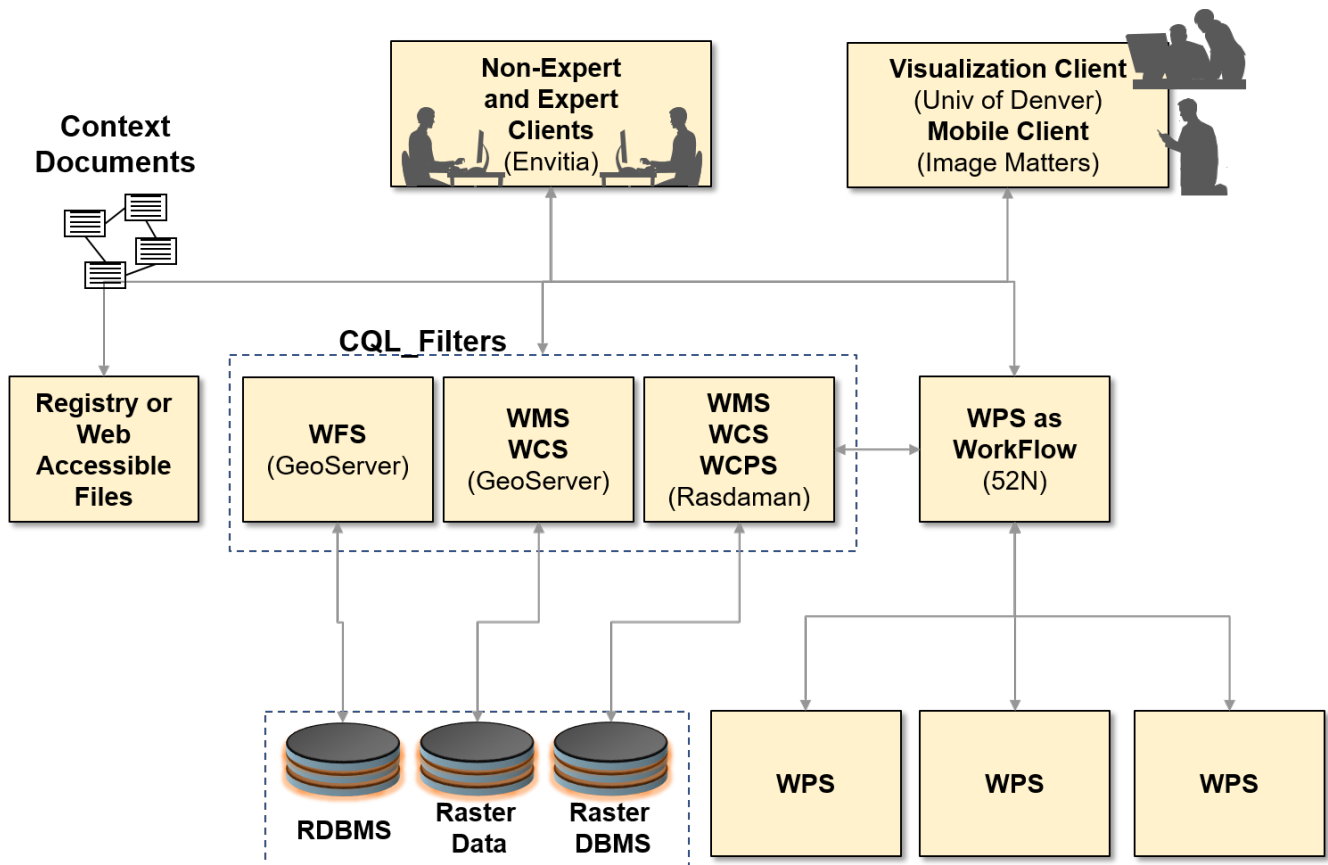 Non-Expert
and Expert
Clients
(Envitia)
Visualization Client
(Univ of Denver)
Mobile Client
(Image Matters)
Context
Documents
CQL_Filters
Registry or
Web
Accessible
Files
WFS
(GeoServer)
WMS
WCS
(GeoServer)
WMS
WCS
WCPS
(Rasdaman)
WPS as
WorkFlow
(52N)
RDBMS
Raster
Data
Raster
DBMS
WPS
WPS
WPS